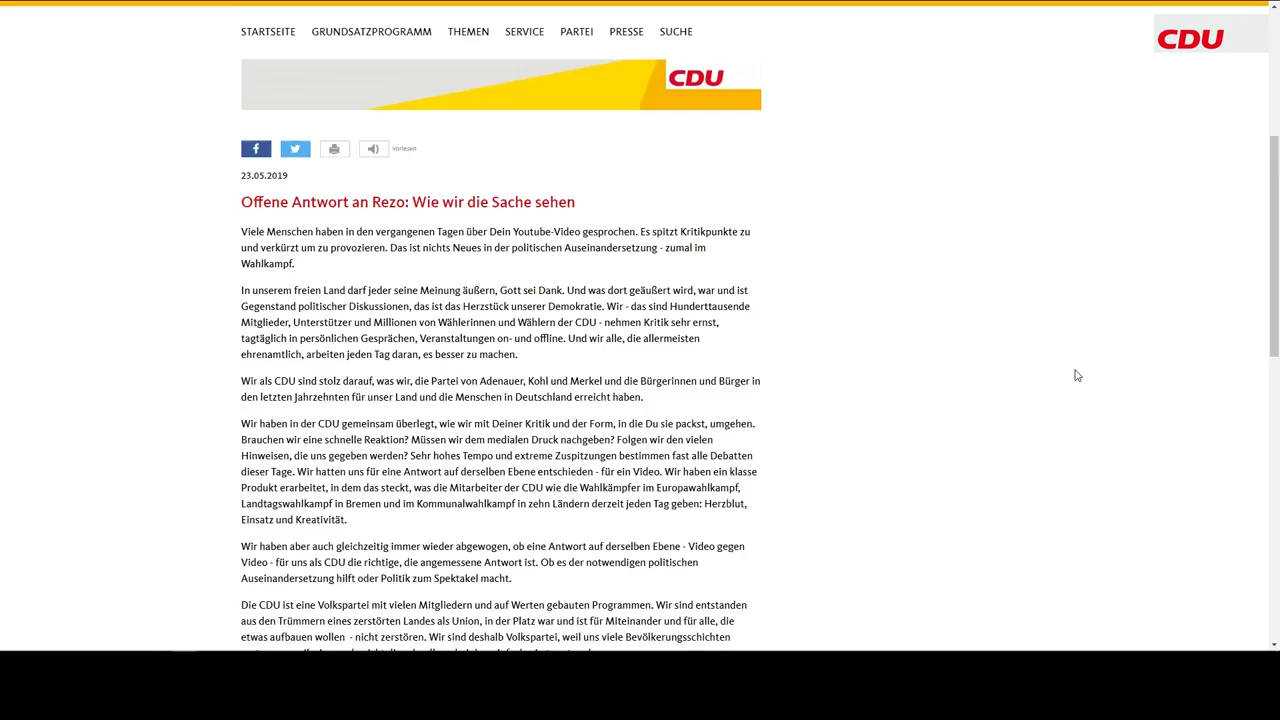 STARTSEITE GRUNDSATZPROGRAMM THEMEN SERVICE PARTEI PRESSE SUCHE
CDU
CDU
vorlesen
23.05.2019
Offene Antwort an Rezo: Wie wir die Sache sehen
Viele Menschen haben in den vergangenen Tagen über Dein Youtube-Video gesprochen. Es spitzt Kritikpunkte zu
und verkürzt um zu provozieren. Das ist nichts Neues in der politischen Auseinandersetzung - zumal im
Wahlkampf.
In unserem freien Land darf jeder seine Meinung äußern, Gott sei Dank. Und was dort geäußert wird, war und ist
Gegenstand politischer Diskussionen, das ist das Herzstück unserer Demokratie. Wir - das sind Hunderttausende
Mitglieder, Unterstützer und Millionen von Wählerinnen und Wählern der CDU - nehmen Kritik sehr ernst,
tagtäglich in persönlichen Gesprächen, Veranstaltungen on- und offline. Und wir alle, die allermeisten
ehrenamtlich, arbeiten jeden Tag daran, es besser zu machen.
Wir als CDU sind stolz darauf, was wir, die Partei von Adenauer, Kohl und Merkel und die Bürgerinnen und Bürger in
den letzten Jahrzehnten für unser Land und die Menschen in Deutschland erreicht haben.
Wir haben in der CDU gemeinsam überlegt, wie wir mit Deiner Kritik und der Form, in die Du sie packst, umgehen.
Brauchen wir eine schnelle Reaktion? Müssen wir dem medialen Druck nachgeben? Folgen wir den vielen
Hinweisen, die uns gegeben werden? Sehr hohes Tempo und extreme Zuspitzungen bestimmen fast alle Debatten
dieser Tage. Wir hatten uns für eine Antwort auf derselben Ebene entschieden - für ein Video. Wir haben ein klasse
Produkt erarbeitet, in dem das steckt, was die Mitarbeiter der CDU wie die Wahlkämpfer im Europawahlkampf,
Landtagswahlkampf in Bremen und im Kommunalwahlkampf in zehn Ländern derzeit jeden Tag geben: Herzblut,
Einsatz und Kreativität.
Wir haben aber auch gleichzeitig immer wieder abgewogen, ob eine Antwort auf derselben Ebene - Video gegen
Video - für uns als CDU die richtige, die angemessene Antwort ist. Ob es der notwendigen politischen
Auseinandersetzung hilft oder Politik zum Spektakel macht.
Die CDU ist eine Volkspartei mit vielen Mitgliedern und auf Werten gebauten Programmen. Wir sind entstanden
aus den Trümmern eines zerstörten Landes als Union, in der Platz war und ist für Miteinander und für alle, die
etwas aufbauen wollen - nicht zerstören. Wir sind deshalb Volkspartei, weil uns viele Bevölkerungsschichten